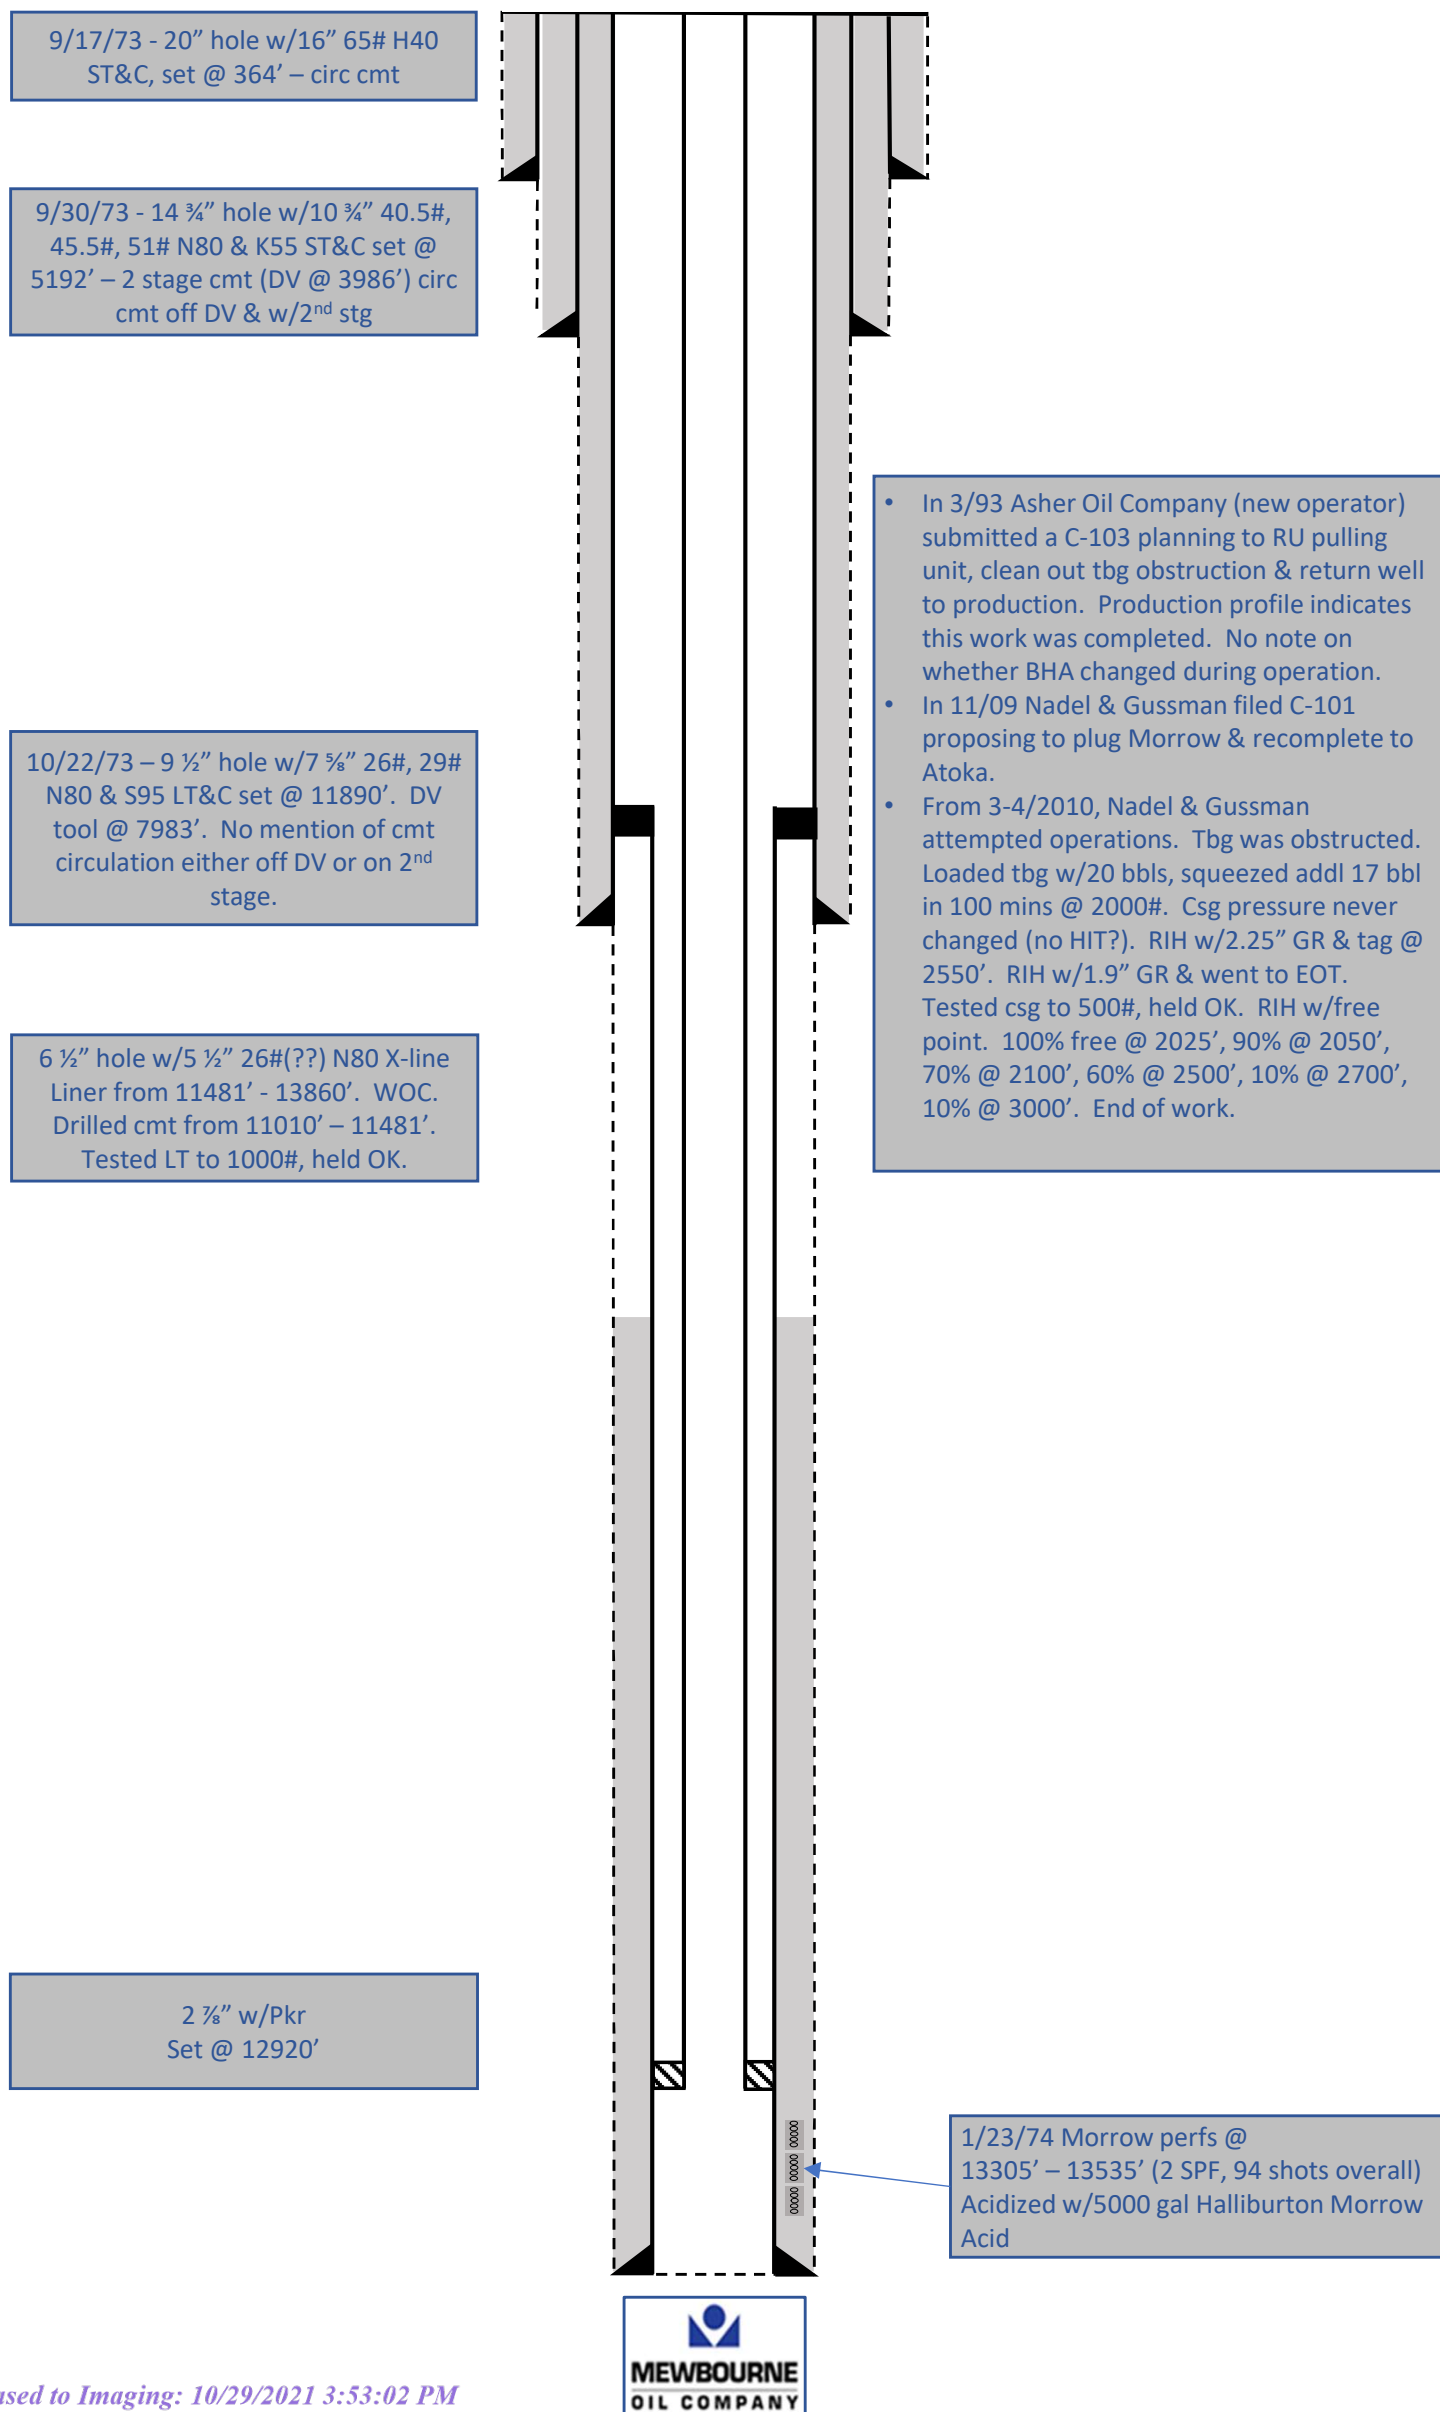 9/17/73 - 20” hole w/16” 65# H40
ST&C, set @ 364’ – circ cmt
9/30/73 - 14 ¾” hole w/10 ¾” 40.5#,
45.5#, 51# N80 & K55 ST&C set @
5192’ – 2 stage cmt (DV @ 3986’) circ
cmt off DV & w/2nd stg
• In 3/93 Asher Oil Company (new operator)
submitted a C-103 planning to RU pulling
unit, clean out tbg obstruction & return well
to production. Production profile indicates
this work was completed. No note on
whether BHA changed during operation.
• In 11/09 Nadel & Gussman filed C-101
proposing to plug Morrow & recomplete to
Atoka.
• From 3-4/2010, Nadel & Gussman
attempted operations. Tbg was obstructed.
Loaded tbg w/20 bbls, squeezed addl 17 bbl
in 100 mins @ 2000#. Csg pressure never
changed (no HIT?). RIH w/2.25” GR & tag @
2550’. RIH w/1.9” GR & went to EOT.
Tested csg to 500#, held OK. RIH w/free
point. 100% free @ 2025’, 90% @ 2050’,
70% @ 2100’, 60% @ 2500’, 10% @ 2700’,
10% @ 3000’. End of work.
10/22/73 – 9 ½” hole w/7 ⅝” 26#, 29#
N80 & S95 LT&C set @ 11890’. DV
tool @ 7983’. No mention of cmt
circulation either off DV or on 2nd
stage.
6 ½” hole w/5 ½” 26#(??) N80 X-line
Liner from 11481’ - 13860’. WOC.
Drilled cmt from 11010’ – 11481’.
Tested LT to 1000#, held OK.
2 ⅞” w/Pkr
Set @ 12920’
00000
00000
00000
1/23/74 Morrow perfs @
13305’ – 13535’ (2 SPF, 94 shots overall)
Acidized w/5000 gal Halliburton Morrow
Acid
MEWBOURNE
OIL COMPANY
ased to Imaging: 10/29/2021 3:53:02 PM